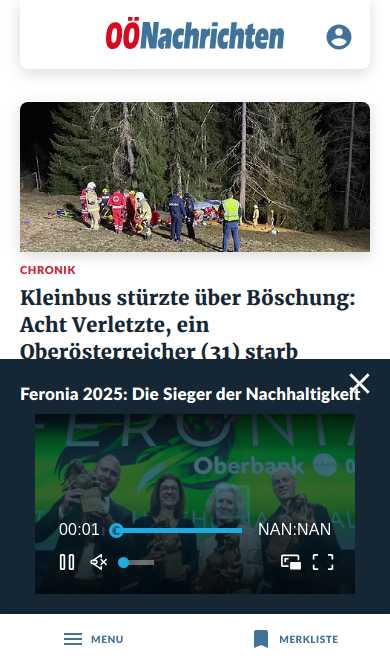 OÖNachrichten
CHRONIK
Kleinbus stürzte über Böschung:
Acht Verletzte, ein
Oberösterreicher (31) starb
Feronia 2025: Die Sieger der Nachhaltigkeit
FERONIA
Oberbank
00:01
NAN:NAN
MENU
MERKLISTE